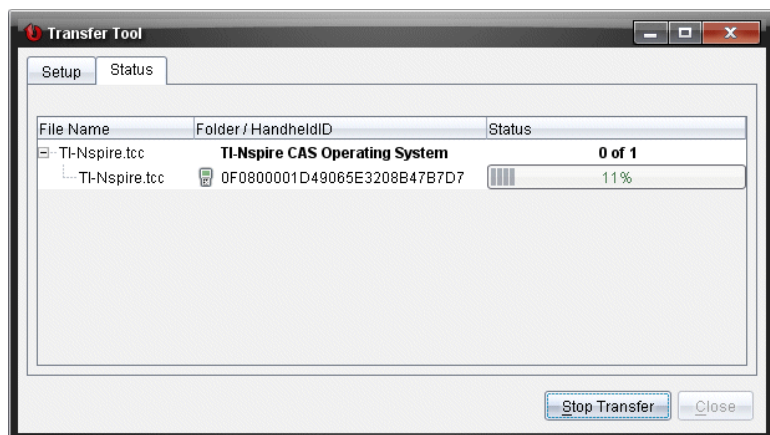 Transfer Tool
Setup Status
File Name Folder / HandheldID Status
TI-Nspire.tcc TI-Nspire CAS Operating System 0 of 1
TI-Nspire.tcc 0F0800001D49065E3208B47B7D7 11%
Stop Transfer Close